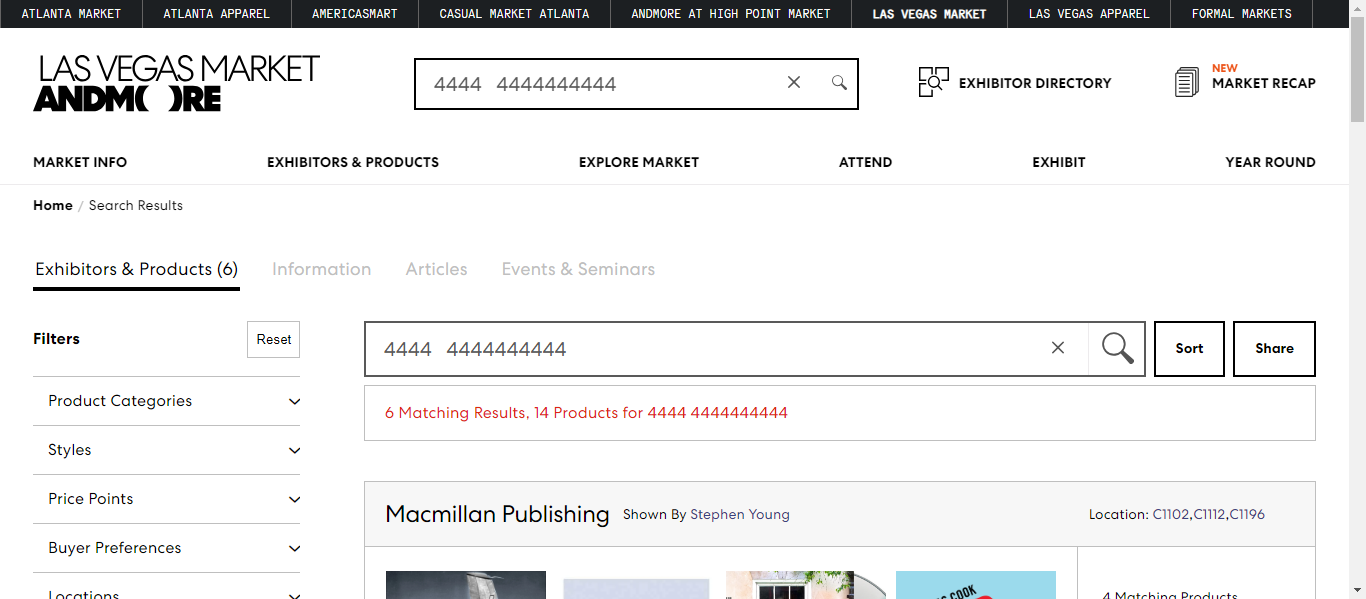 ATLANTA MARKET ATLANTA APPAREL AMERICASMART CASUAL MARKET ATLANTA ANDMORE AT HIGH POINT MARKET LAS VEGAS MARKET LAS VEGAS APPAREL FORMAL MARKETS
LAS VEGAS MARKET
ANDMORE
4444 4444444444
EXHIBITOR DIRECTORY
NEW
MARKET RECAP
MARKET INFO EXHIBITORS & PRODUCTS EXPLORE MARKET ATTEND EXHIBIT YEAR ROUND
Home / Search Results
Exhibitors & Products (6) Information Articles Events & Seminars
Filters Reset
4444 4444444444
Sort Share
Product Categories
6 Matching Results, 14 Products for 4444 4444444444
Styles
Price Points
Buyer Preferences
Locations
Macmillan Publishing Shown By Stephen Young Location: C1102,C1112,C1196
COOK
4 Matching Products